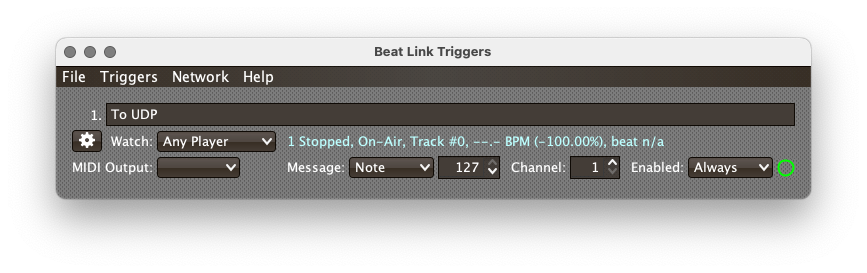 Beat Link Triggers
File Triggers Network Help
1. To UDP
Watch: Any Player 1 Stopped, On-Air, Track #0, --.- BPM (-100.00%), beat n/a
MIDI Output: Message: Note 127 Channel: 1 Enabled: Always